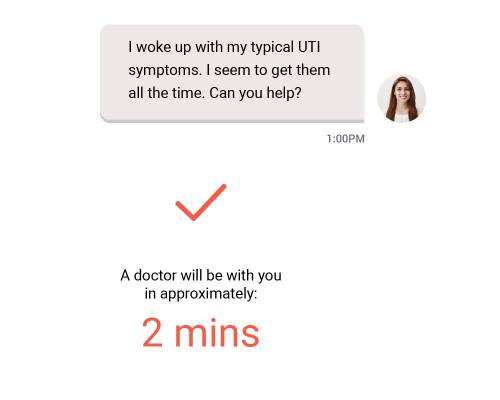 I woke up with my typical UTI
symptoms. I seem to get them
all the time. Can you help?
1:00PM
A doctor will be with you
in approximately:
2 mins